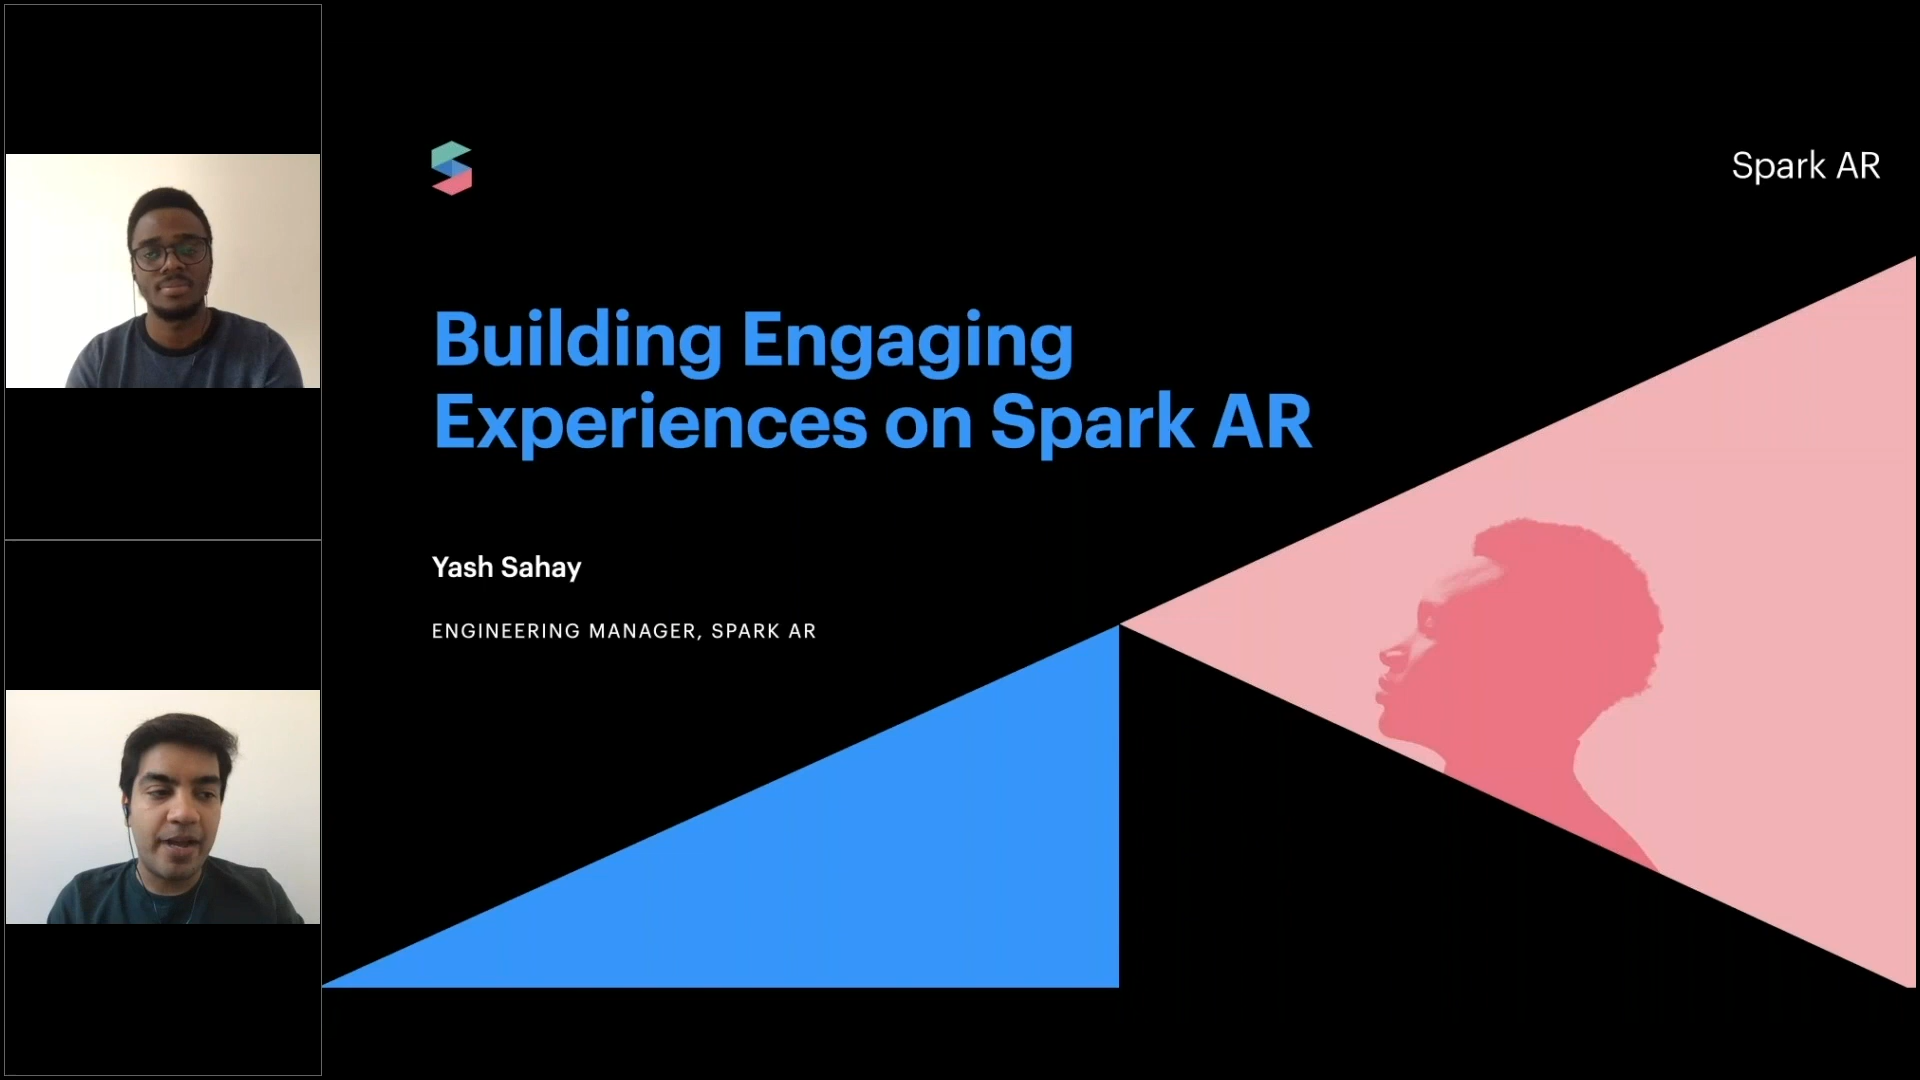 Spark AR
Building Engaging
Experiences on Spark AR
Yash Sahay
ENGINEERING MANAGER, SPARK AR